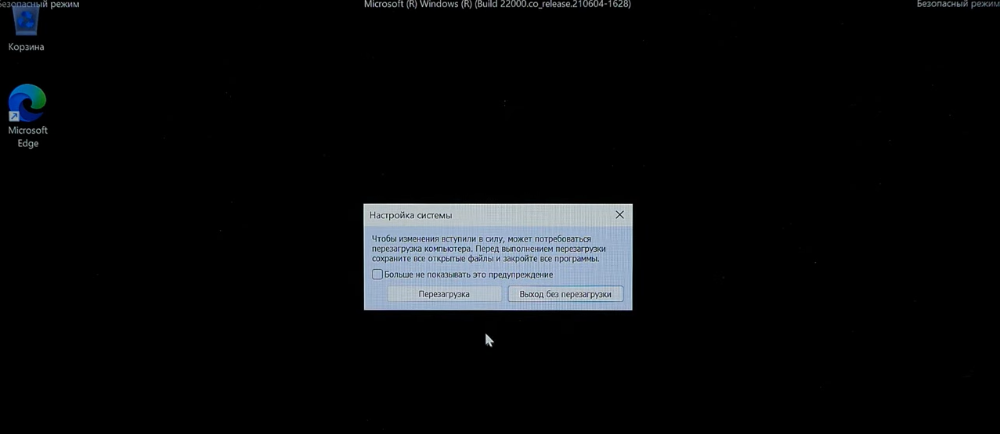 Безопасный режим
Microsoft (R) Windows (R) (Build 22000.co_release.210604-1628)
Безопасный режим
Корзина
Microsoft
Edge
Настройка системы
Чтобы изменения вступили в силу, может потребоваться
перезагрузка компьютера. Перед выполнением перезагрузки
сохраните все открытые файлы и закройте все программы.
Больше не показывать это предупреждение
Перезагрузка
Выход без перезагрузки